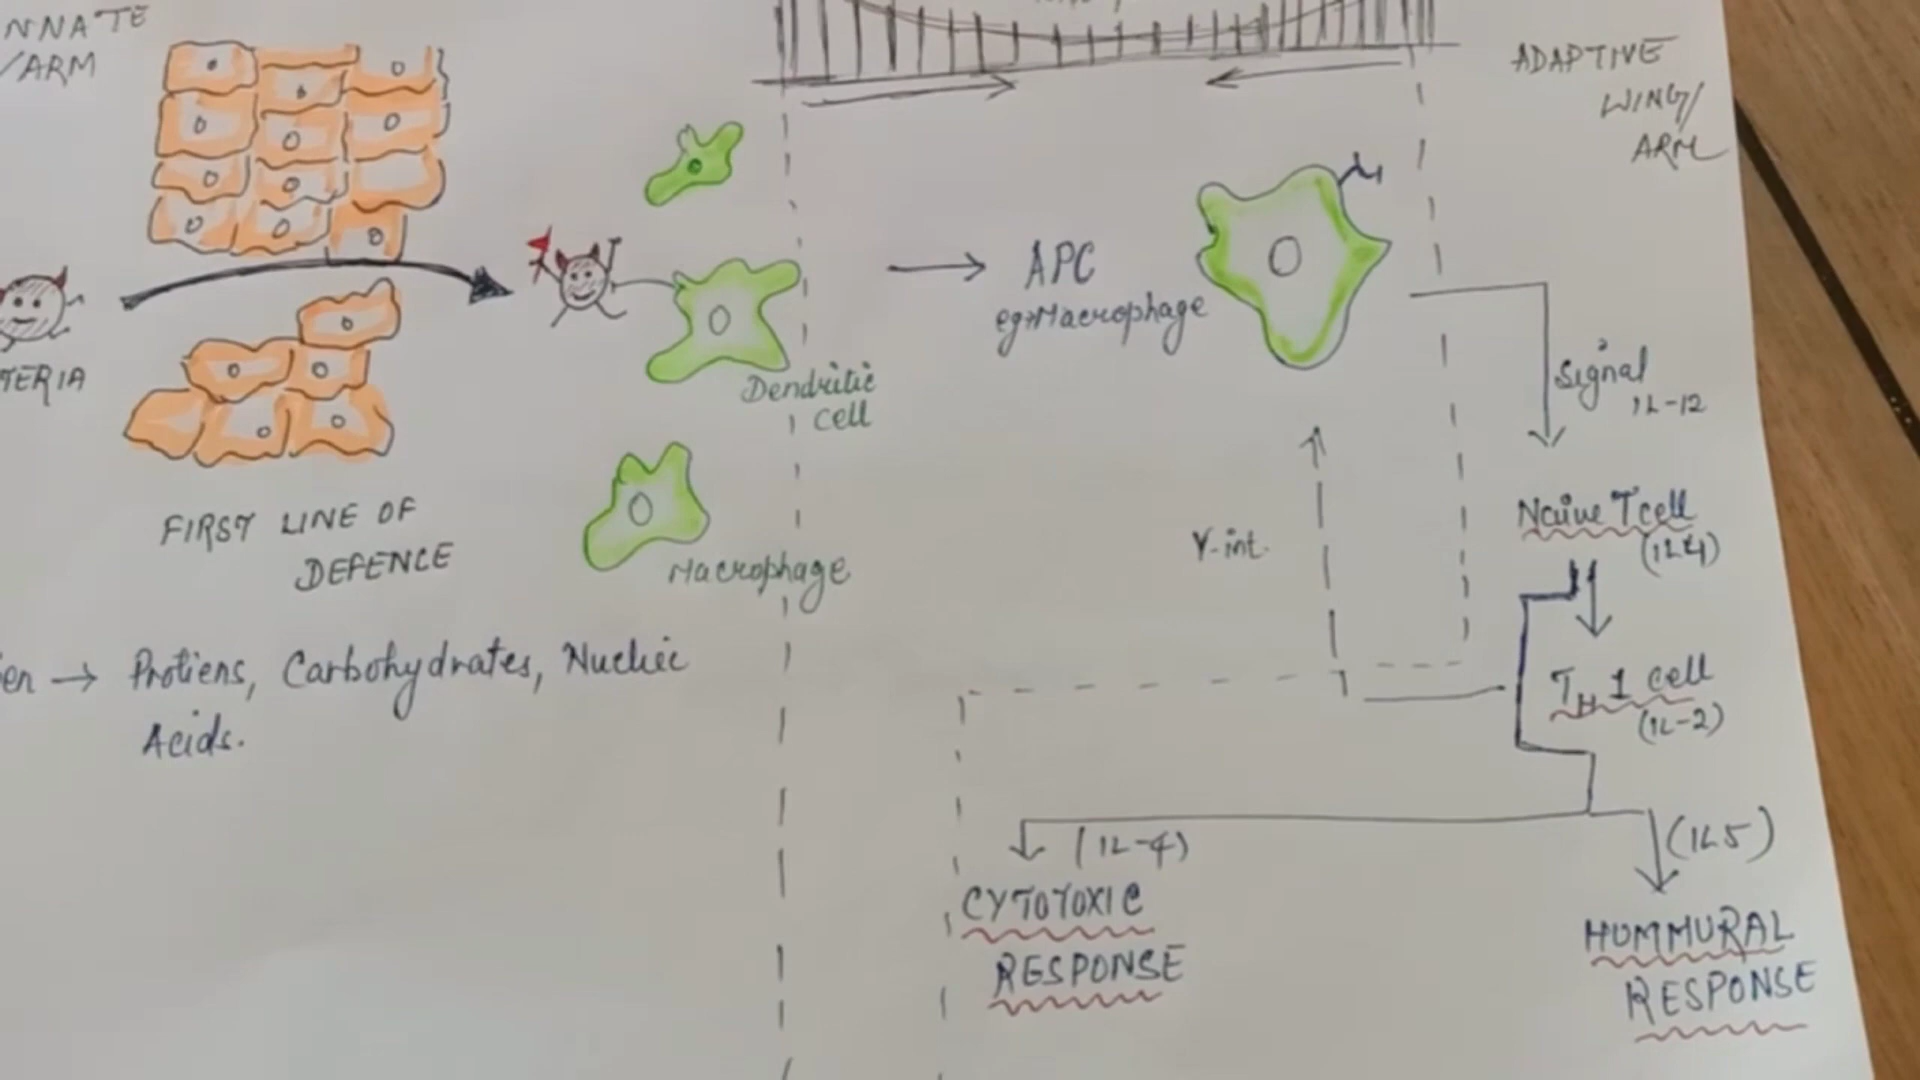 NNATE
/ARM
TERIA
FIRST LINE OF
DEFENCE
en → Protiens, Carbohydrates, Nucleic
Acids.
Dendritic
cell
Macrophage
→ APC
eg→Macrophage
ADAPTIVE
WING/
ARM
Signal
IL-12
Naive T cell
(IL4)
γ-int.
TH1 cell
(IL-2)
(IL-4)
CYTOTOXIC
RESPONSE
(IL5)
HUMMURAL
RESPONSE